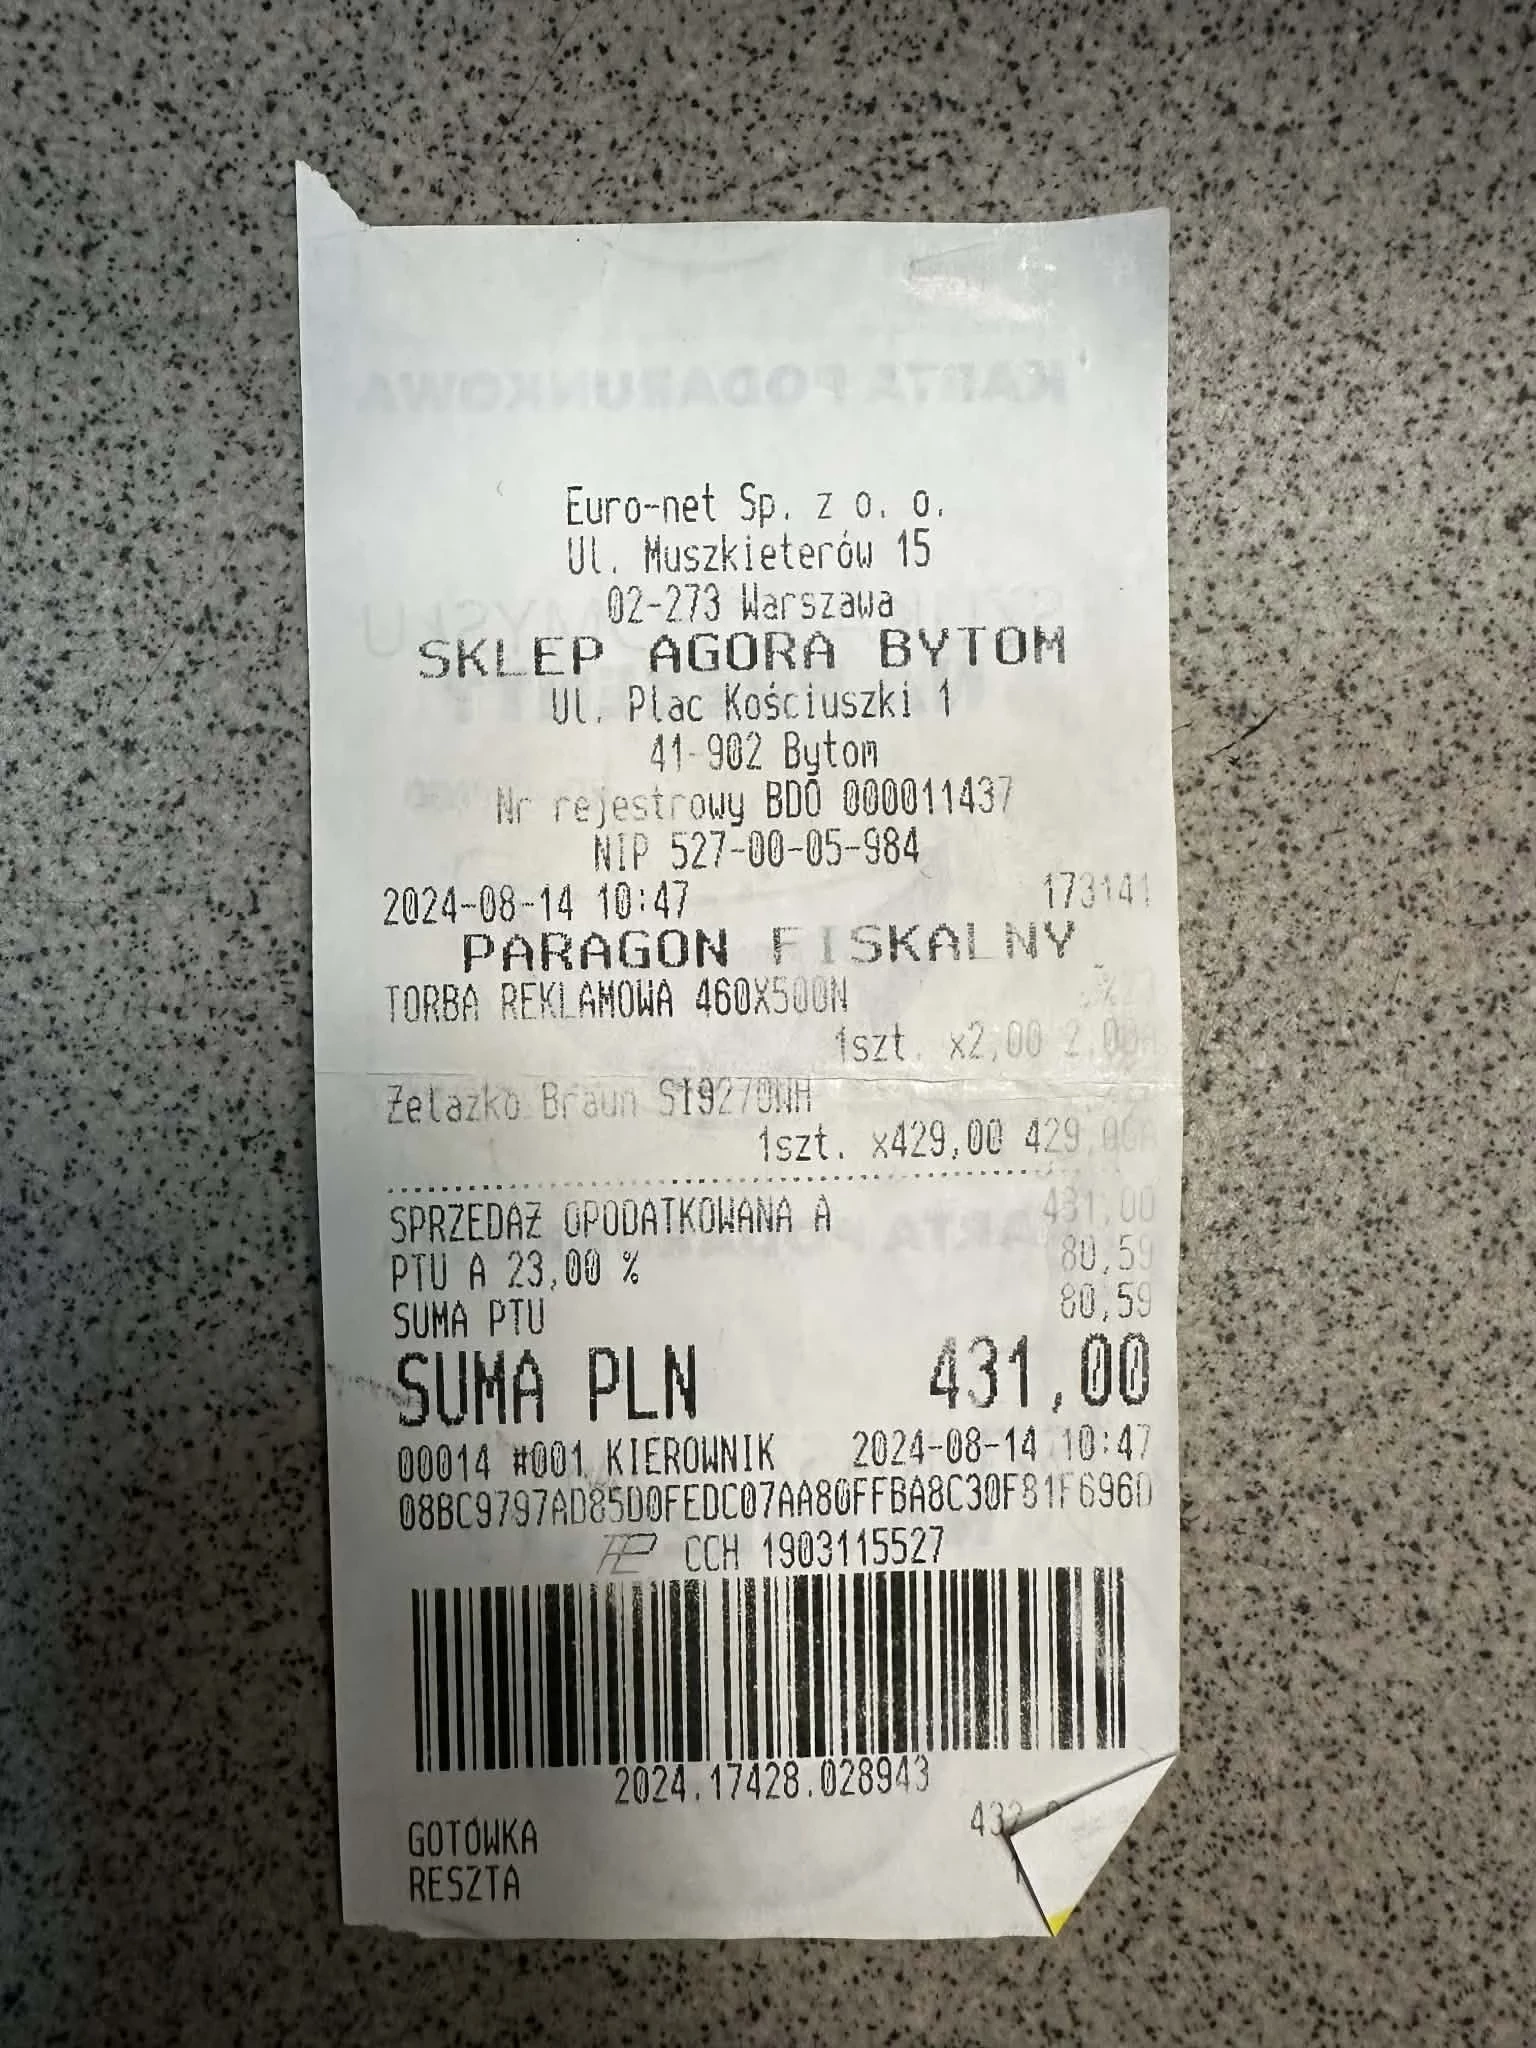 KARTA PODARUNKOWA
Euro-net Sp. z o. o.
Ul. Muszkieterów 15
02-273 Warszawa
SKLEP AGORA BYTOM
Ul. Plac Kościuszki 1
41-902 Bytom
Nr rejestrowy BDO 000011437
NIP 527-00-05-984
2024-08-14 10:47 173141
PARAGON FISKALNY
TORBA REKLAMOWA 460X500N
1szt. x2,00 2,00A
Żelazko Braun SI9270WH
1szt. x429,00 429,00A
SPRZEDAŻ OPODATKOWANA A 431,00
PTU A 23,00 % 80,59
SUMA PTU 80,59
SUMA PLN 431,00
00014 #001 KIEROWNIK 2024-08-14 10:47
08BC9797AD85D0FEDC07AA80FFBA8C30F81F696D
CCH 1903115527
2024.17428.028943
GOTÓWKA
RESZTA